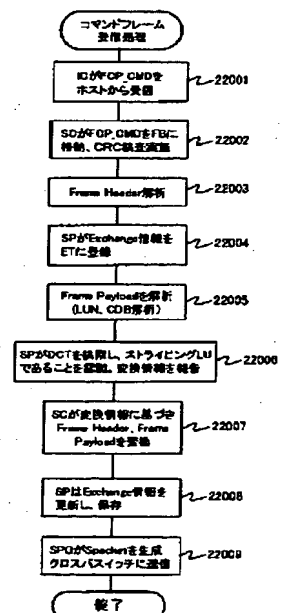 コマンドフレーム
受信処理
ICがFCP_CMDを
ホストから受信
22001
SCがFCP_CMDをFBに
格納、CRC検査実施
22002
Frame Header解析
22003
SPがExchange情報を
ETに登録
22004
Frame Payloadを解析
(LUN、CDB解析)
22005
SPがDCTを検索し、ストライピングLU
であることを認識、変換情報を報告
22006
SCが変換情報に基づき
Frame Header、Frame
Payloadを変換
22007
SPはExchange情報を
更新し、保存
22008
SPGがSpacketを生成
クロスバスイッチに送信
22009
終了